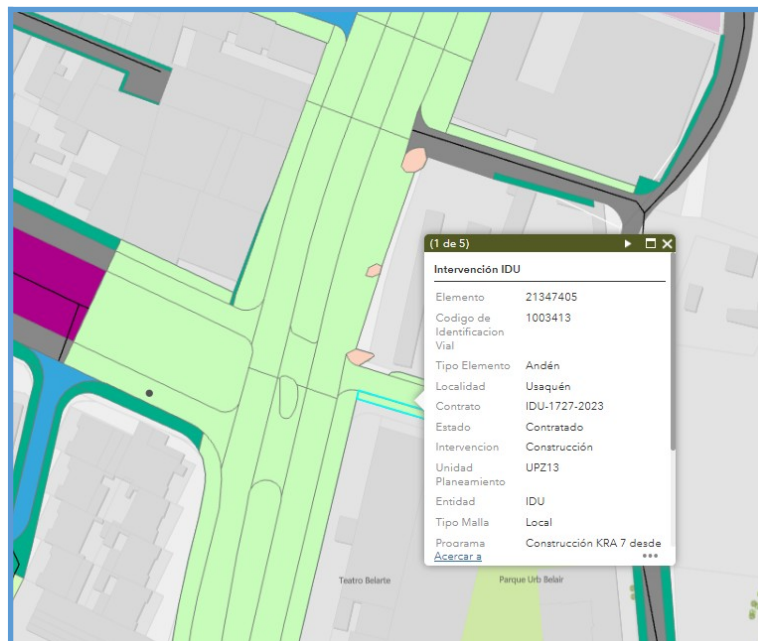 (1 de 5)
Intervención IDU
Elemento 21347405
Codigo de Identificacion Vial 1003413
Tipo Elemento Andén
Localidad Usaquén
Contrato IDU-1727-2023
Estado Contratado
Intervencion Construcción
Unidad Planeamiento UPZ13
Entidad IDU
Tipo Malla Local
Programa Construcción KRA 7 desde
Acercar a
Teatro Belarte
Parque Urb Belair